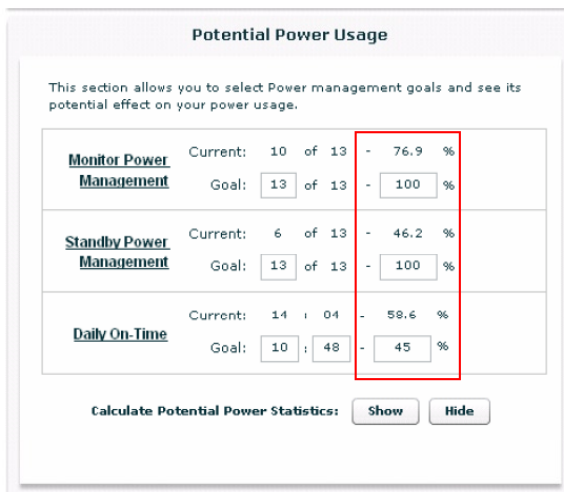 Potential Power Usage
This section allows you to select Power management goals and see its
potential effect on your power usage.
Monitor Power Management
Current: 10 of 13 - 76.9 %
Goal: 13 of 13 - 100 %
Standby Power Management
Current: 6 of 13 - 46.2 %
Goal: 13 of 13 - 100 %
Daily On-Time
Current: 14 : 04 - 58.6 %
Goal: 10 : 48 - 45 %
Calculate Potential Power Statistics: Show Hide